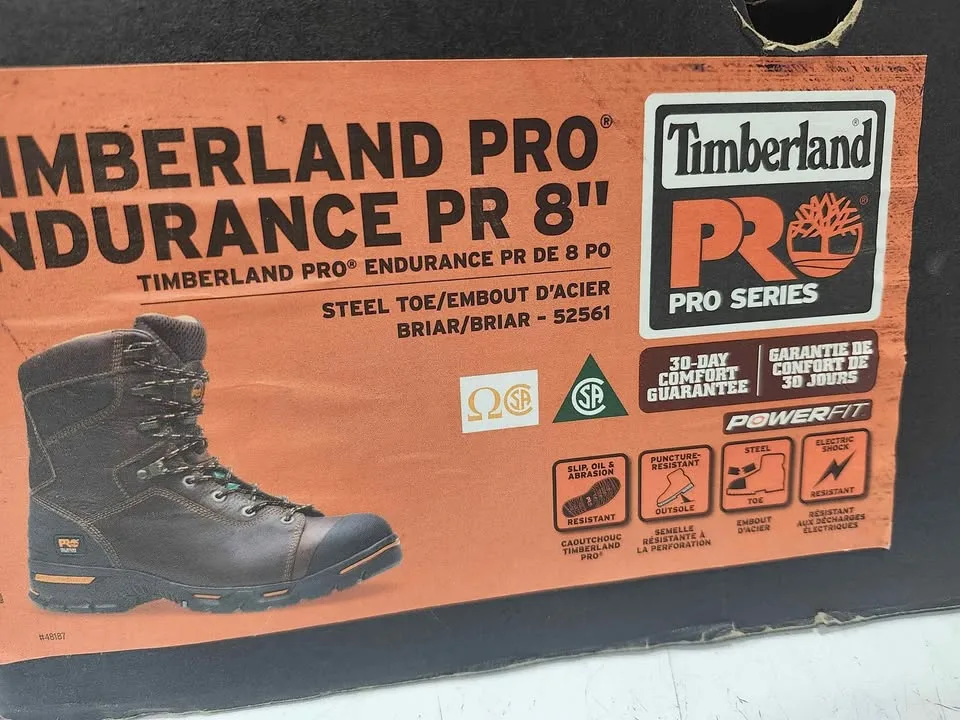 IMBERLAND PRO®
NDURANCE PR 8"
TIMBERLAND PRO® ENDURANCE PR DE 8 PO
STEEL TOE/EMBOUT D'ACIER
BRIAR/BRIAR - 52561
Timberland®
PRO®
PRO SERIES
30-DAY
COMFORT
GUARANTEE
GARANTIE DE
CONFORT DE
30 JOURS
POWERFIT
Ω CSA
CSA
SLIP, OIL &
ABRASION
RESISTANT
CAOUTCHOUC
TIMBERLAND
PRO®
PUNCTURE-
RESISTANT
OUTSOLE
SEMELLE
RÉSISTANTE À
LA PERFORATION
STEEL
TOE
EMBOUT
D'ACIER
ELECTRIC
SHOCK
RESISTANT
RÉSISTANT
AUX DÉCHARGES
ÉLECTRIQUES
PRO
#48187